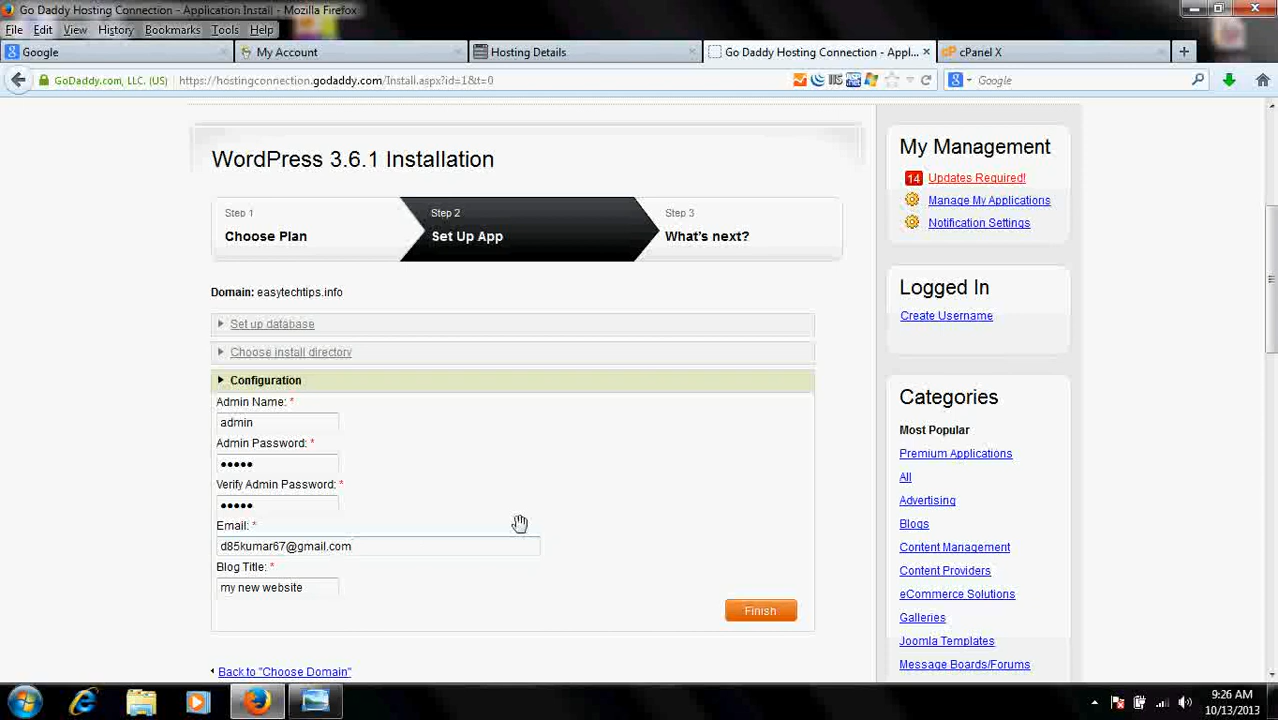 Go Daddy Hosting Connection - Application Install - Mozilla Firefox
File Edit View History Bookmarks Tools Help
Google
My Account
Hosting Details
Go Daddy Hosting Connection - Appl...
cPanel X
GoDaddy.com, LLC. (US)
https://hostingconnection.godaddy.com/Install.aspx?id=1&t=0
Google
WordPress 3.6.1 Installation
Step 1
Choose Plan
Step 2
Set Up App
Step 3
What's next?
Domain: easytechtips.info
Set up database
Choose install directory
Configuration
Admin Name: *
admin
Admin Password: *
•••••
Verify Admin Password: *
•••••
Email: *
d85kumar67@gmail.com
Blog Title: *
my new website
Finish
Back to "Choose Domain"
My Management
14 Updates Required!
Manage My Applications
Notification Settings
Logged In
Create Username
Categories
Most Popular
Premium Applications
All
Advertising
Blogs
Content Management
Content Providers
eCommerce Solutions
Galleries
Joomla Templates
Message Boards/Forums
9:26 AM
10/13/2013